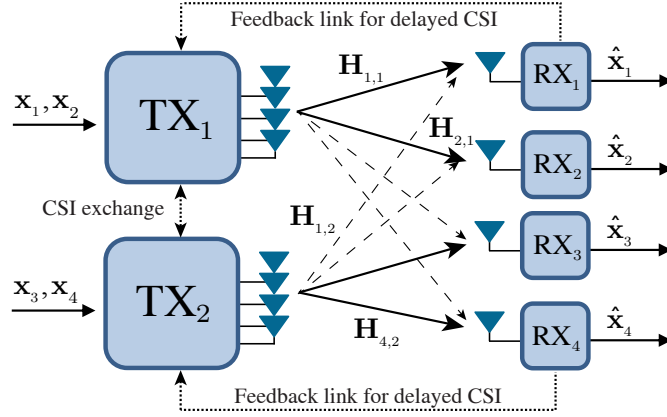 Feedback link for delayed CSI
x₁, x₂
TX₁
H₁,₁
RX₁
x̂₁
H₂,₁
RX₂
x̂₂
CSI exchange
H₁,₂
RX₃
x̂₃
x₃, x₄
TX₂
H₄,₂
RX₄
x̂₄
Feedback link for delayed CSI